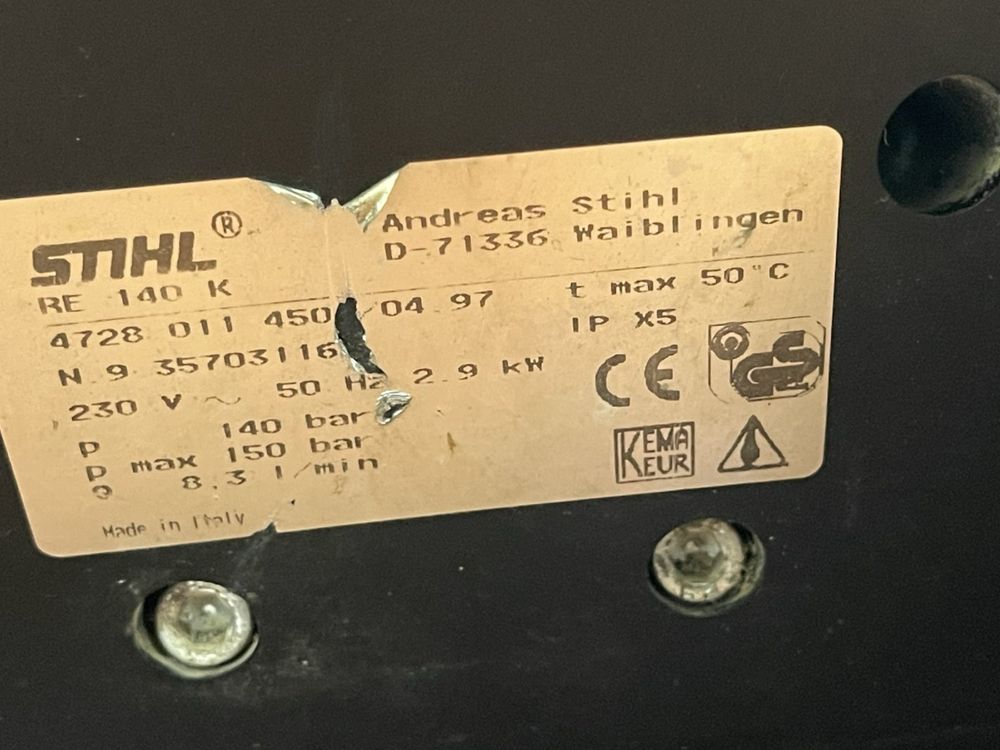 STIHL®
Andreas Stihl
D-71336 Waiblingen
RE 140 K
4728 011 450 04 97
t max 50°C
N 9 35703116
IP X5
230 V ~ 50 Hz 2.9 kW
CE
GS
p 140 bar
p max 150 bar
8.3 l/min
KEMA
KEUR
Made in Italy